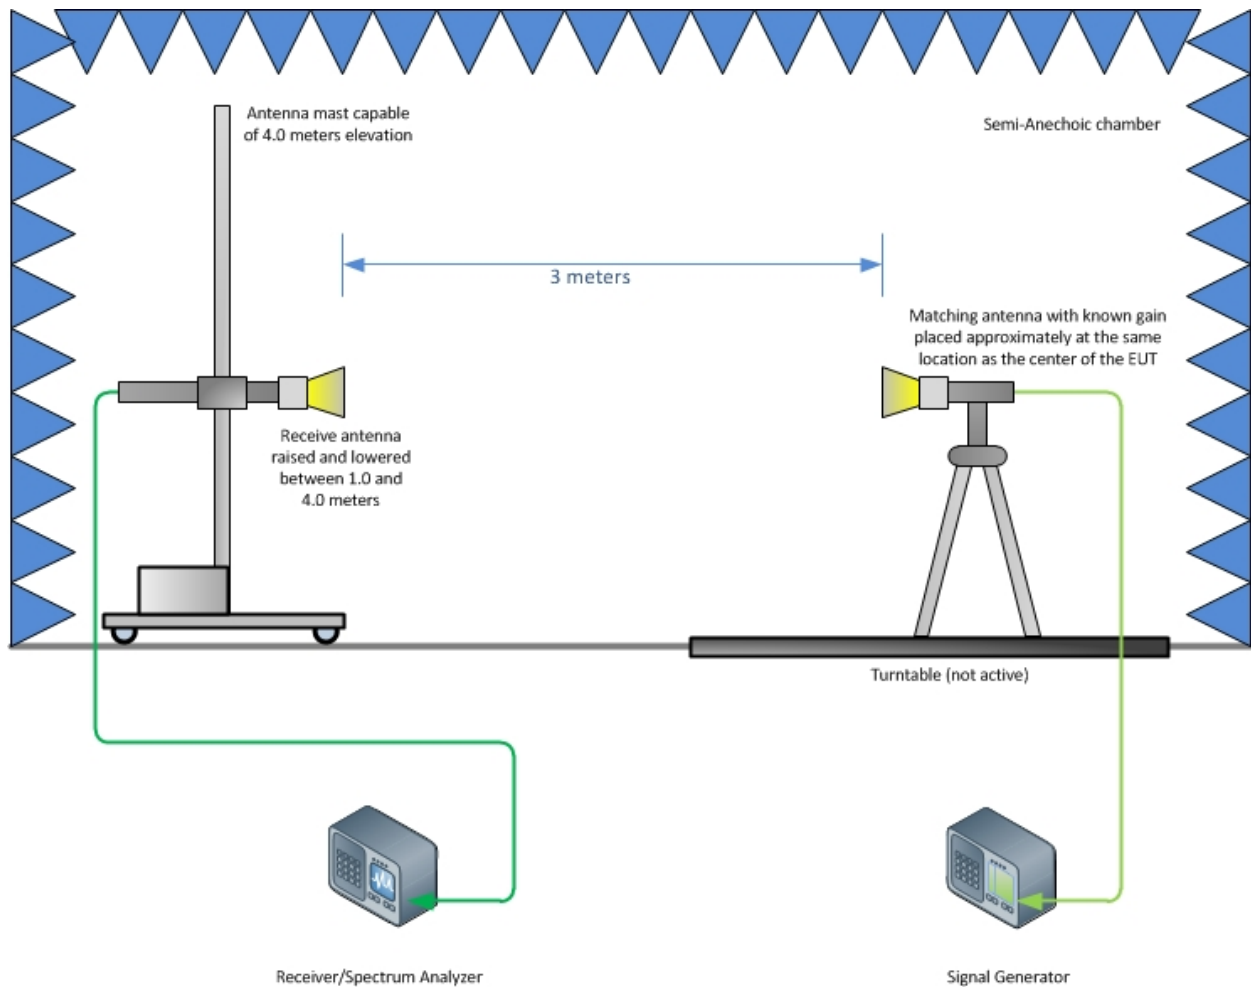 Antenna mast capable
of 4.0 meters elevation
Semi-Anechoic chamber
3 meters
Matching antenna with known gain
placed approximately at the same
location as the center of the EUT
Receive antenna
raised and lowered
between 1.0 and
4.0 meters
Turntable (not active)
Receiver/Spectrum Analyzer
Signal Generator